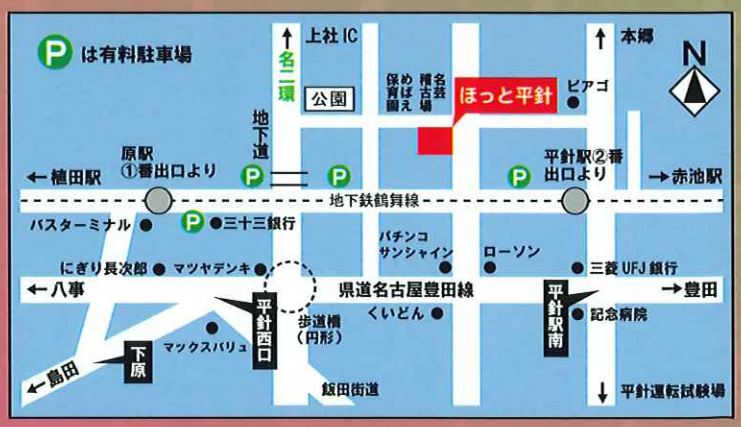 P は有料駐車場
上社IC
名二環
公園
めばえ
保育園
名芸
稽古場
ほっと平針
ピアゴ
本郷
N
地下道
原駅
①番出口より
←植田駅
P
P
P
平針駅②番
出口より
→赤池駅
地下鉄鶴舞線
バスターミナル
P
三十三銀行
パチンコ
サンシャイン
ローソン
にぎり長次郎
マツヤデンキ
三菱UFJ銀行
←八事
県道名古屋豊田線
→豊田
平針西口
歩道橋
(円形)
くいどん
平針駅南
記念病院
マックスバリュ
下原
←島田
飯田街道
平針運転試験場